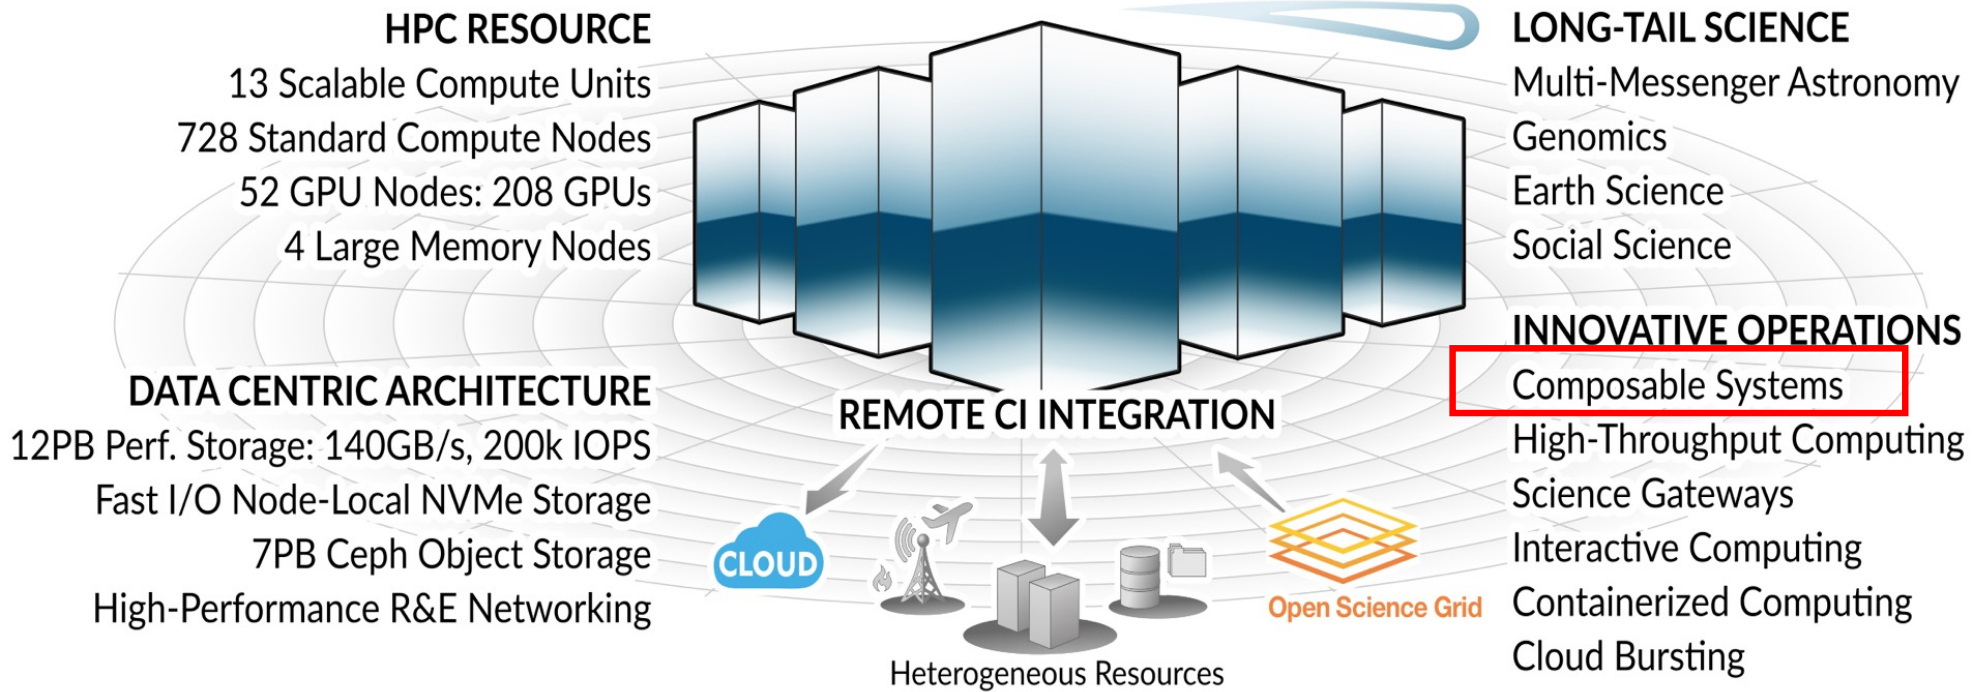 HPC RESOURCE
13 Scalable Compute Units
728 Standard Compute Nodes
52 GPU Nodes: 208 GPUs
4 Large Memory Nodes
DATA CENTRIC ARCHITECTURE
12PB Perf. Storage: 140GB/s, 200k IOPS
Fast I/O Node-Local NVMe Storage
7PB Ceph Object Storage
High-Performance R&E Networking
REMOTE CI INTEGRATION
CLOUD
Heterogeneous Resources
Open Science Grid
LONG-TAIL SCIENCE
Multi-Messenger Astronomy
Genomics
Earth Science
Social Science
INNOVATIVE OPERATIONS
Composable Systems
High-Throughput Computing
Science Gateways
Interactive Computing
Containerized Computing
Cloud Bursting